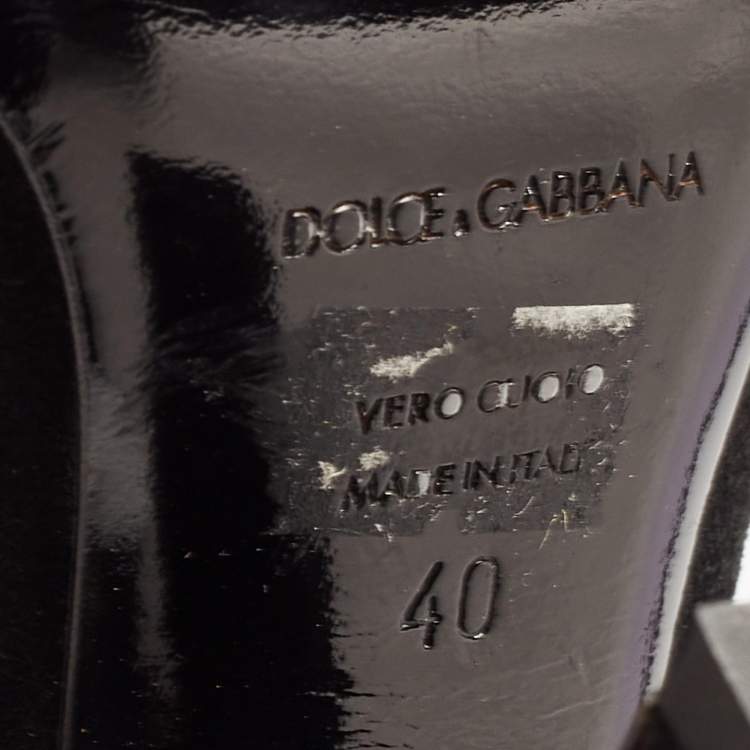 DOLCE & GABBANA
VERO CUOIO
MADE IN ITALY
40